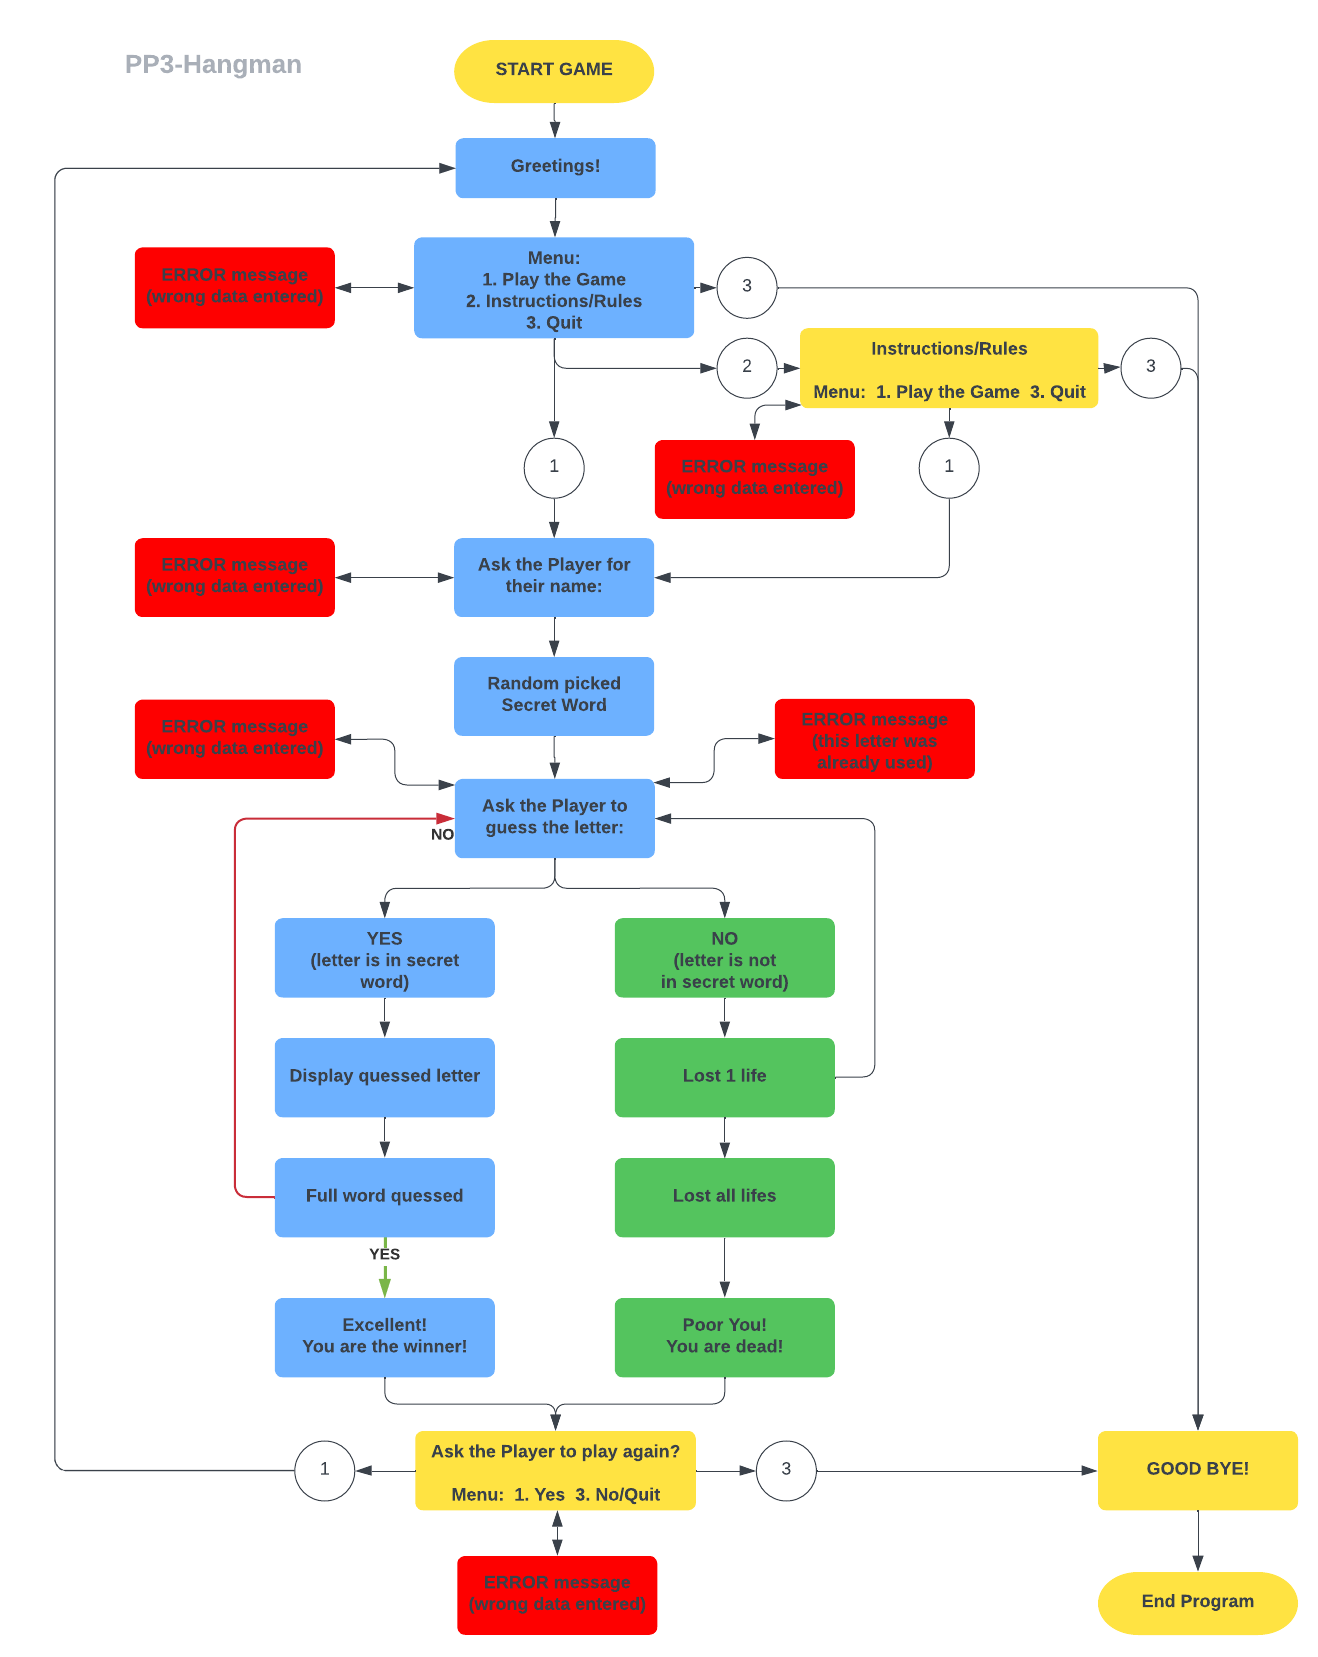 PP3-Hangman
START GAME
Greetings!
ERROR message
(wrong data entered)
Menu:
1. Play the Game
2. Instructions/Rules
3. Quit
3
2
Instructions/Rules
Menu:  1. Play the Game  3. Quit
3
1
ERROR message
(wrong data entered)
1
ERROR message
(wrong data entered)
Ask the Player for
their name:
Random picked
Secret Word
ERROR message
(wrong data entered)
ERROR message
(this letter was
already used)
Ask the Player to
guess the letter:
NO
YES
(letter is in secret
word)
NO
(letter is not
in secret word)
Display quessed letter
Lost 1 life
Full word quessed
Lost all lifes
YES
Excellent!
You are the winner!
Poor You!
You are dead!
1
Ask the Player to play again?
Menu:  1. Yes  3. No/Quit
3
GOOD BYE!
ERROR message
(wrong data entered)
End Program